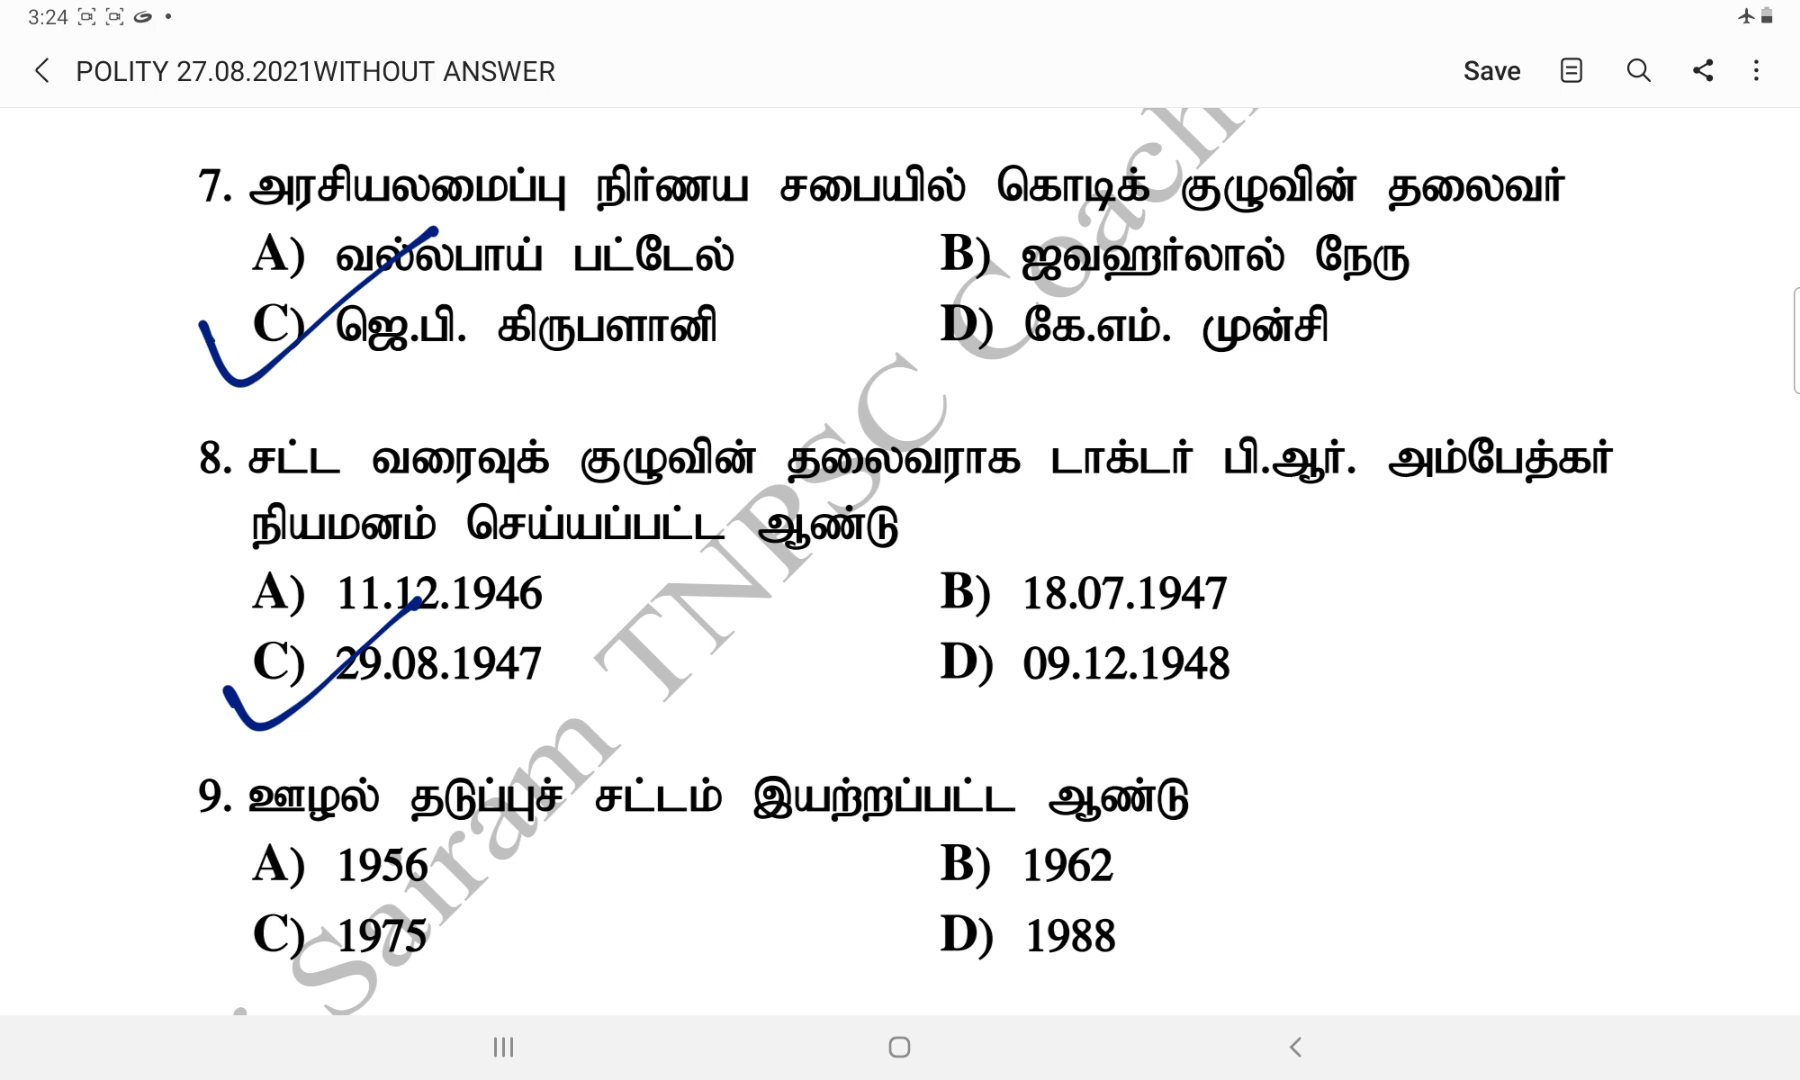 3:24
POLITY 27.08.2021WITHOUT ANSWER Save
7. அரசியலமைப்பு நிர்ணய சபையில் கொடிக் குழுவின் தலைவர்
A) வல்லபாய் பட்டேல் B) ஜவஹர்லால் நேரு
C) ஜெ.பி. கிருபளானி D) கே.எம். முன்சி
8. சட்ட வரைவுக் குழுவின் தலைவராக டாக்டர் பி.ஆர். அம்பேத்கர்
நியமனம் செய்யப்பட்ட ஆண்டு
A) 11.12.1946 B) 18.07.1947
C) 29.08.1947 D) 09.12.1948
9. ஊழல் தடுப்புச் சட்டம் இயற்றப்பட்ட ஆண்டு
A) 1956 B) 1962
C) 1975 D) 1988
Sairam TNPSC Coach